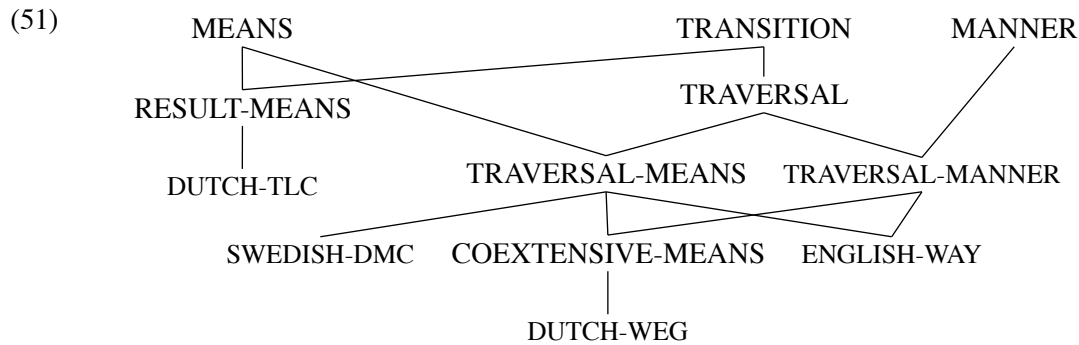 (51) MEANS TRANSITION MANNER
RESULT-MEANS TRAVERSAL
DUTCH-TLC TRAVERSAL-MEANS TRAVERSAL-MANNER
SWEDISH-DMC COEXTENSIVE-MEANS ENGLISH-WAY
DUTCH-WEG